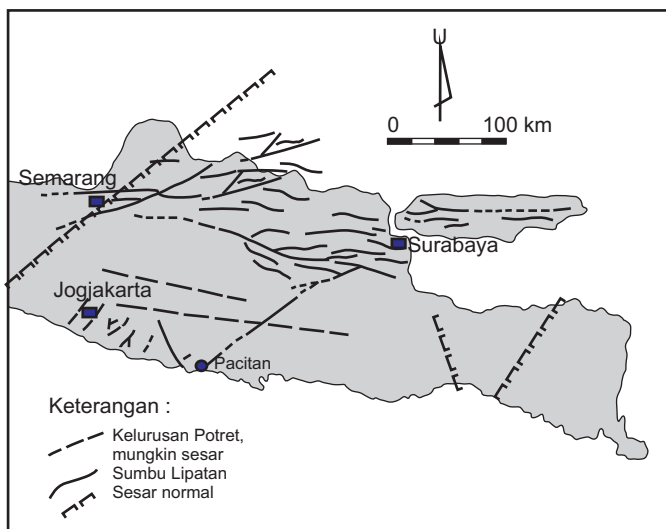 U
0 100 km
Semarang
Surabaya
Jogjakarta
Pacitan
Keterangan :
Kelurusan Potret,
mungkin sesar
Sumbu Lipatan
Sesar normal